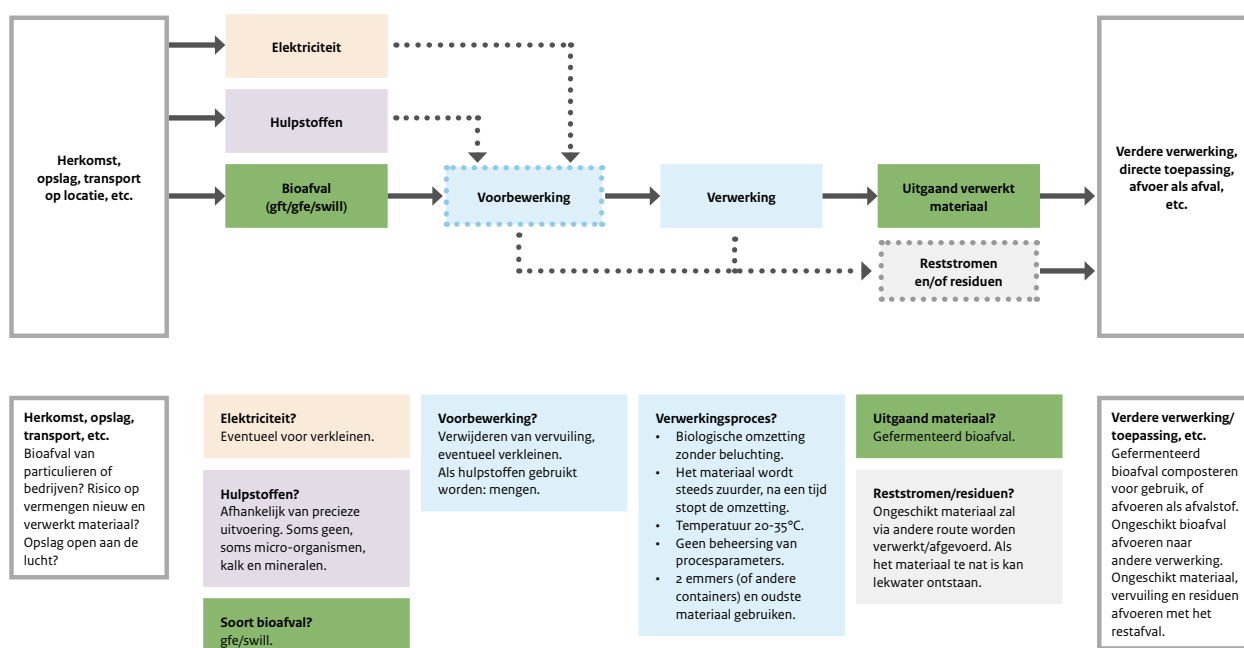 Herkomst,
opslag, transport
op locatie, etc.
Elektriciteit
Hulpstoffen
Bioafval
(gft/gfe/swill)
Voorbewerking
Verwerking
Uitgaand verwerkt
materiaal
Reststromen
en/of residuen
Verdere verwerking,
directe toepassing,
afvoer als afval,
etc.
Herkomst, opslag,
transport, etc.
Bioafval van
particulieren of
bedrijven? Risico op
vermengen nieuw en
verwerkt materiaal?
Opslag open aan de
lucht?
Elektriciteit?
Eventueel voor verkleinen.
Hulpstoffen?
Afhankelijk van precieze
uitvoering. Soms geen,
soms micro-organismen,
kalk en mineralen.
Soort bioafval?
gfe/swill.
Voorbewerking?
Verwijderen van vervuiling,
eventueel verkleinen.
Als hulpstoffen gebruikt
worden: mengen.
Verwerkingsproces?
• Biologische omzetting
zonder beluchting.
• Het materiaal wordt
steeds zuurder, na een tijd
stopt de omzetting.
• Temperatuur 20-35°C.
• Geen beheersing van
procesparameters.
• 2 emmers (of andere
containers) en oudste
materiaal gebruiken.
Uitgaand materiaal?
Gefermenteerd bioafval.
Reststromen/residuen?
Ongeschikt materiaal zal
via andere route worden
verwerkt/afgevoerd. Als
het materiaal te nat is kan
lekwater ontstaan.
Verdere verwerking/
toepassing, etc.
Gefermenteerd
bioafval composteren
voor gebruik, of
afvoeren als afvalstof.
Ongeschikt bioafval
afvoeren naar
andere verwerking.
Ongeschikt materiaal,
vervuiling en residuen
afvoeren met het
restafval.